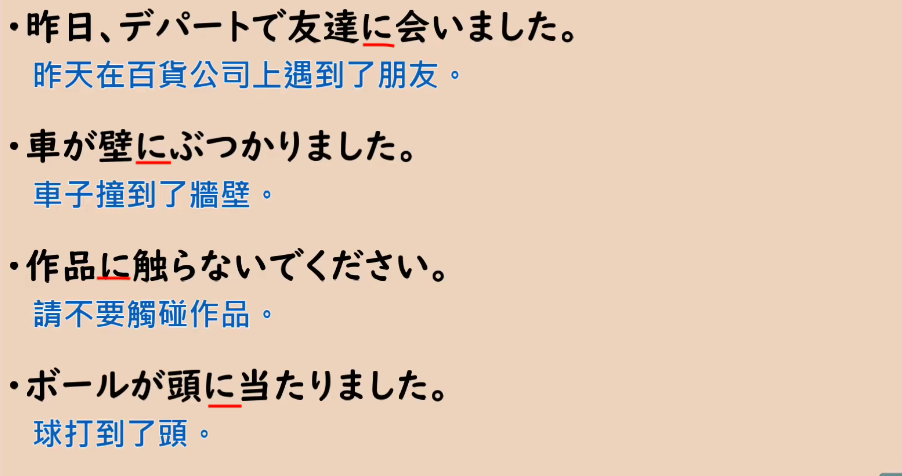 ・昨日、デパートで友達に会いました。
昨天在百貨公司上遇到了朋友。
・車が壁にぶつかりました。
車子撞到了牆壁。
・作品に触らないでください。
請不要觸碰作品。
・ボールが頭に当たりました。
球打到了頭。